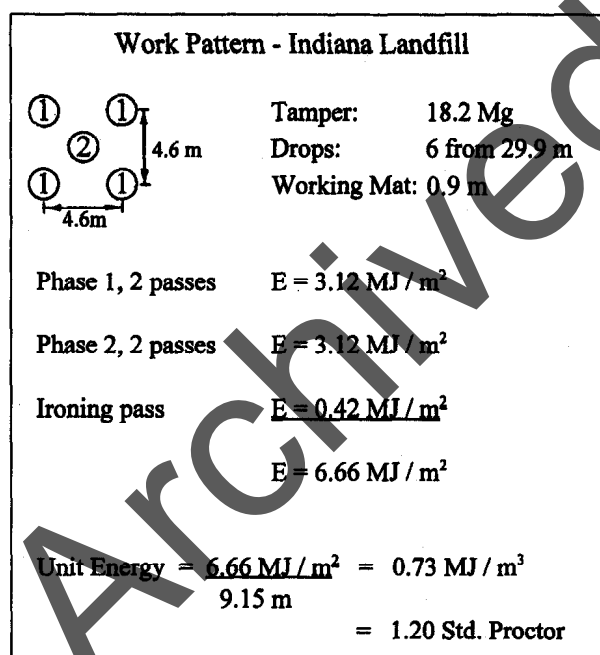 Work Pattern - Indiana Landfill
1 1
2
1 1
4.6 m
4.6m
Tamper: 18.2 Mg
Drops: 6 from 29.9 m
Working Mat: 0.9 m
Phase 1, 2 passes E = 3.12 MJ / m²
Phase 2, 2 passes E = 3.12 MJ / m²
Ironing pass E = 0.42 MJ / m²
E = 6.66 MJ / m²
Unit Energy = 6.66 MJ / m² = 0.73 MJ / m³
9.15 m
= 1.20 Std. Proctor
Archived